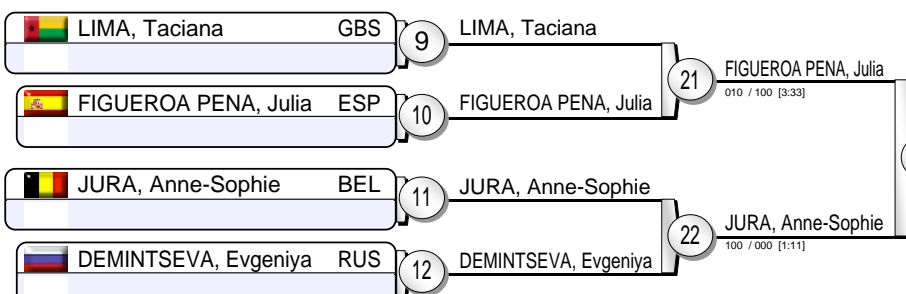 LIMA, Taciana GBS
9
LIMA, Taciana
FIGUEROA PENA, Julia ESP
10
FIGUEROA PENA, Julia
21
FIGUEROA PENA, Julia
010 / 100 [3:33]
JURA, Anne-Sophie BEL
11
JURA, Anne-Sophie
DEMINTSEVA, Evgeniya RUS
12
DEMINTSEVA, Evgeniya
22
JURA, Anne-Sophie
100 / 000 [1:11]